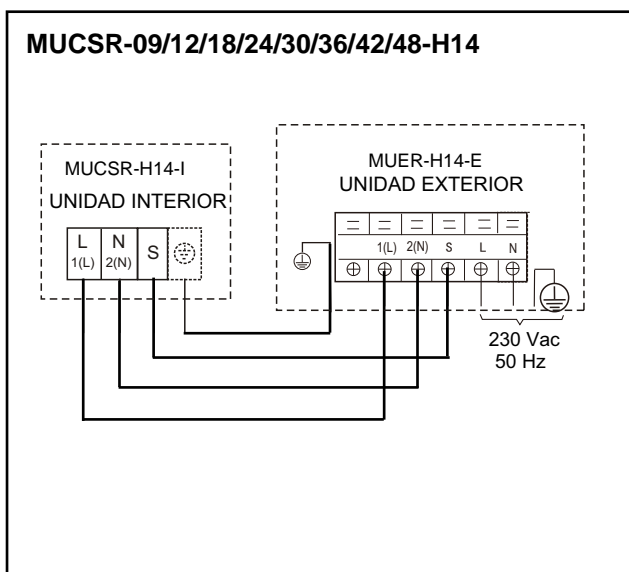 MUCSR-09/12/18/24/30/36/42/48-H14
MUCSR-H14-I
UNIDAD INTERIOR
L N S
1(L) 2(N)
MUER-H14-E
UNIDAD EXTERIOR
1(L) 2(N) S L N
230 Vac
50 Hz